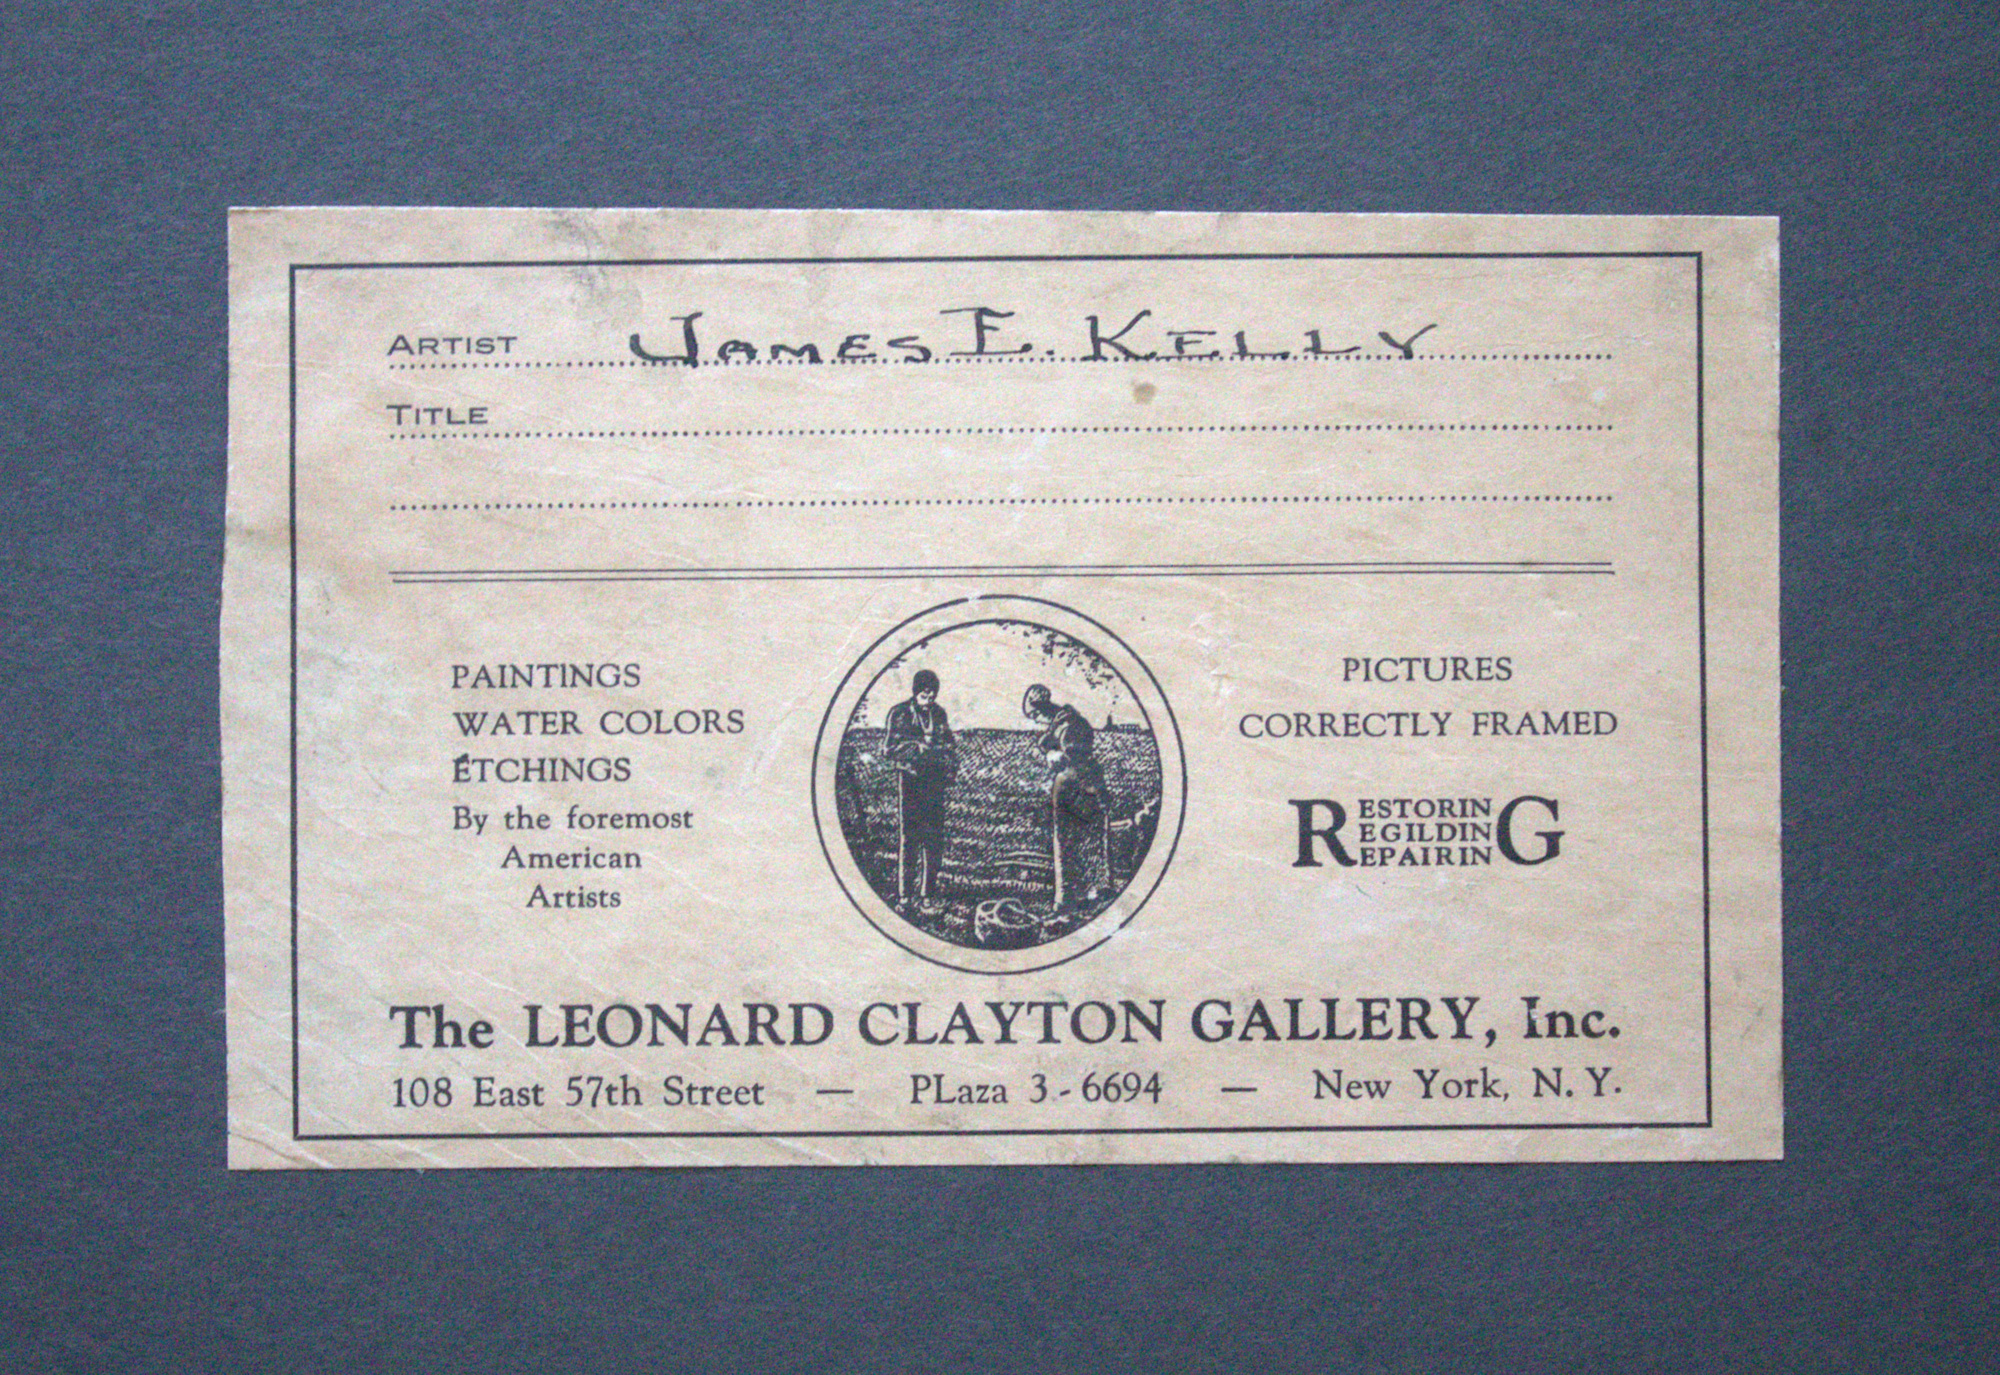 ARTIST JAMES E. KELLY
TITLE
PAINTINGS
WATER COLORS
ETCHINGS
By the foremost
American
Artists
PICTURES
CORRECTLY FRAMED
RESTORING
REGILDING
REPAIRING
The LEONARD CLAYTON GALLERY, Inc.
108 East 57th Street — PLaza 3-6694 — New York, N. Y.